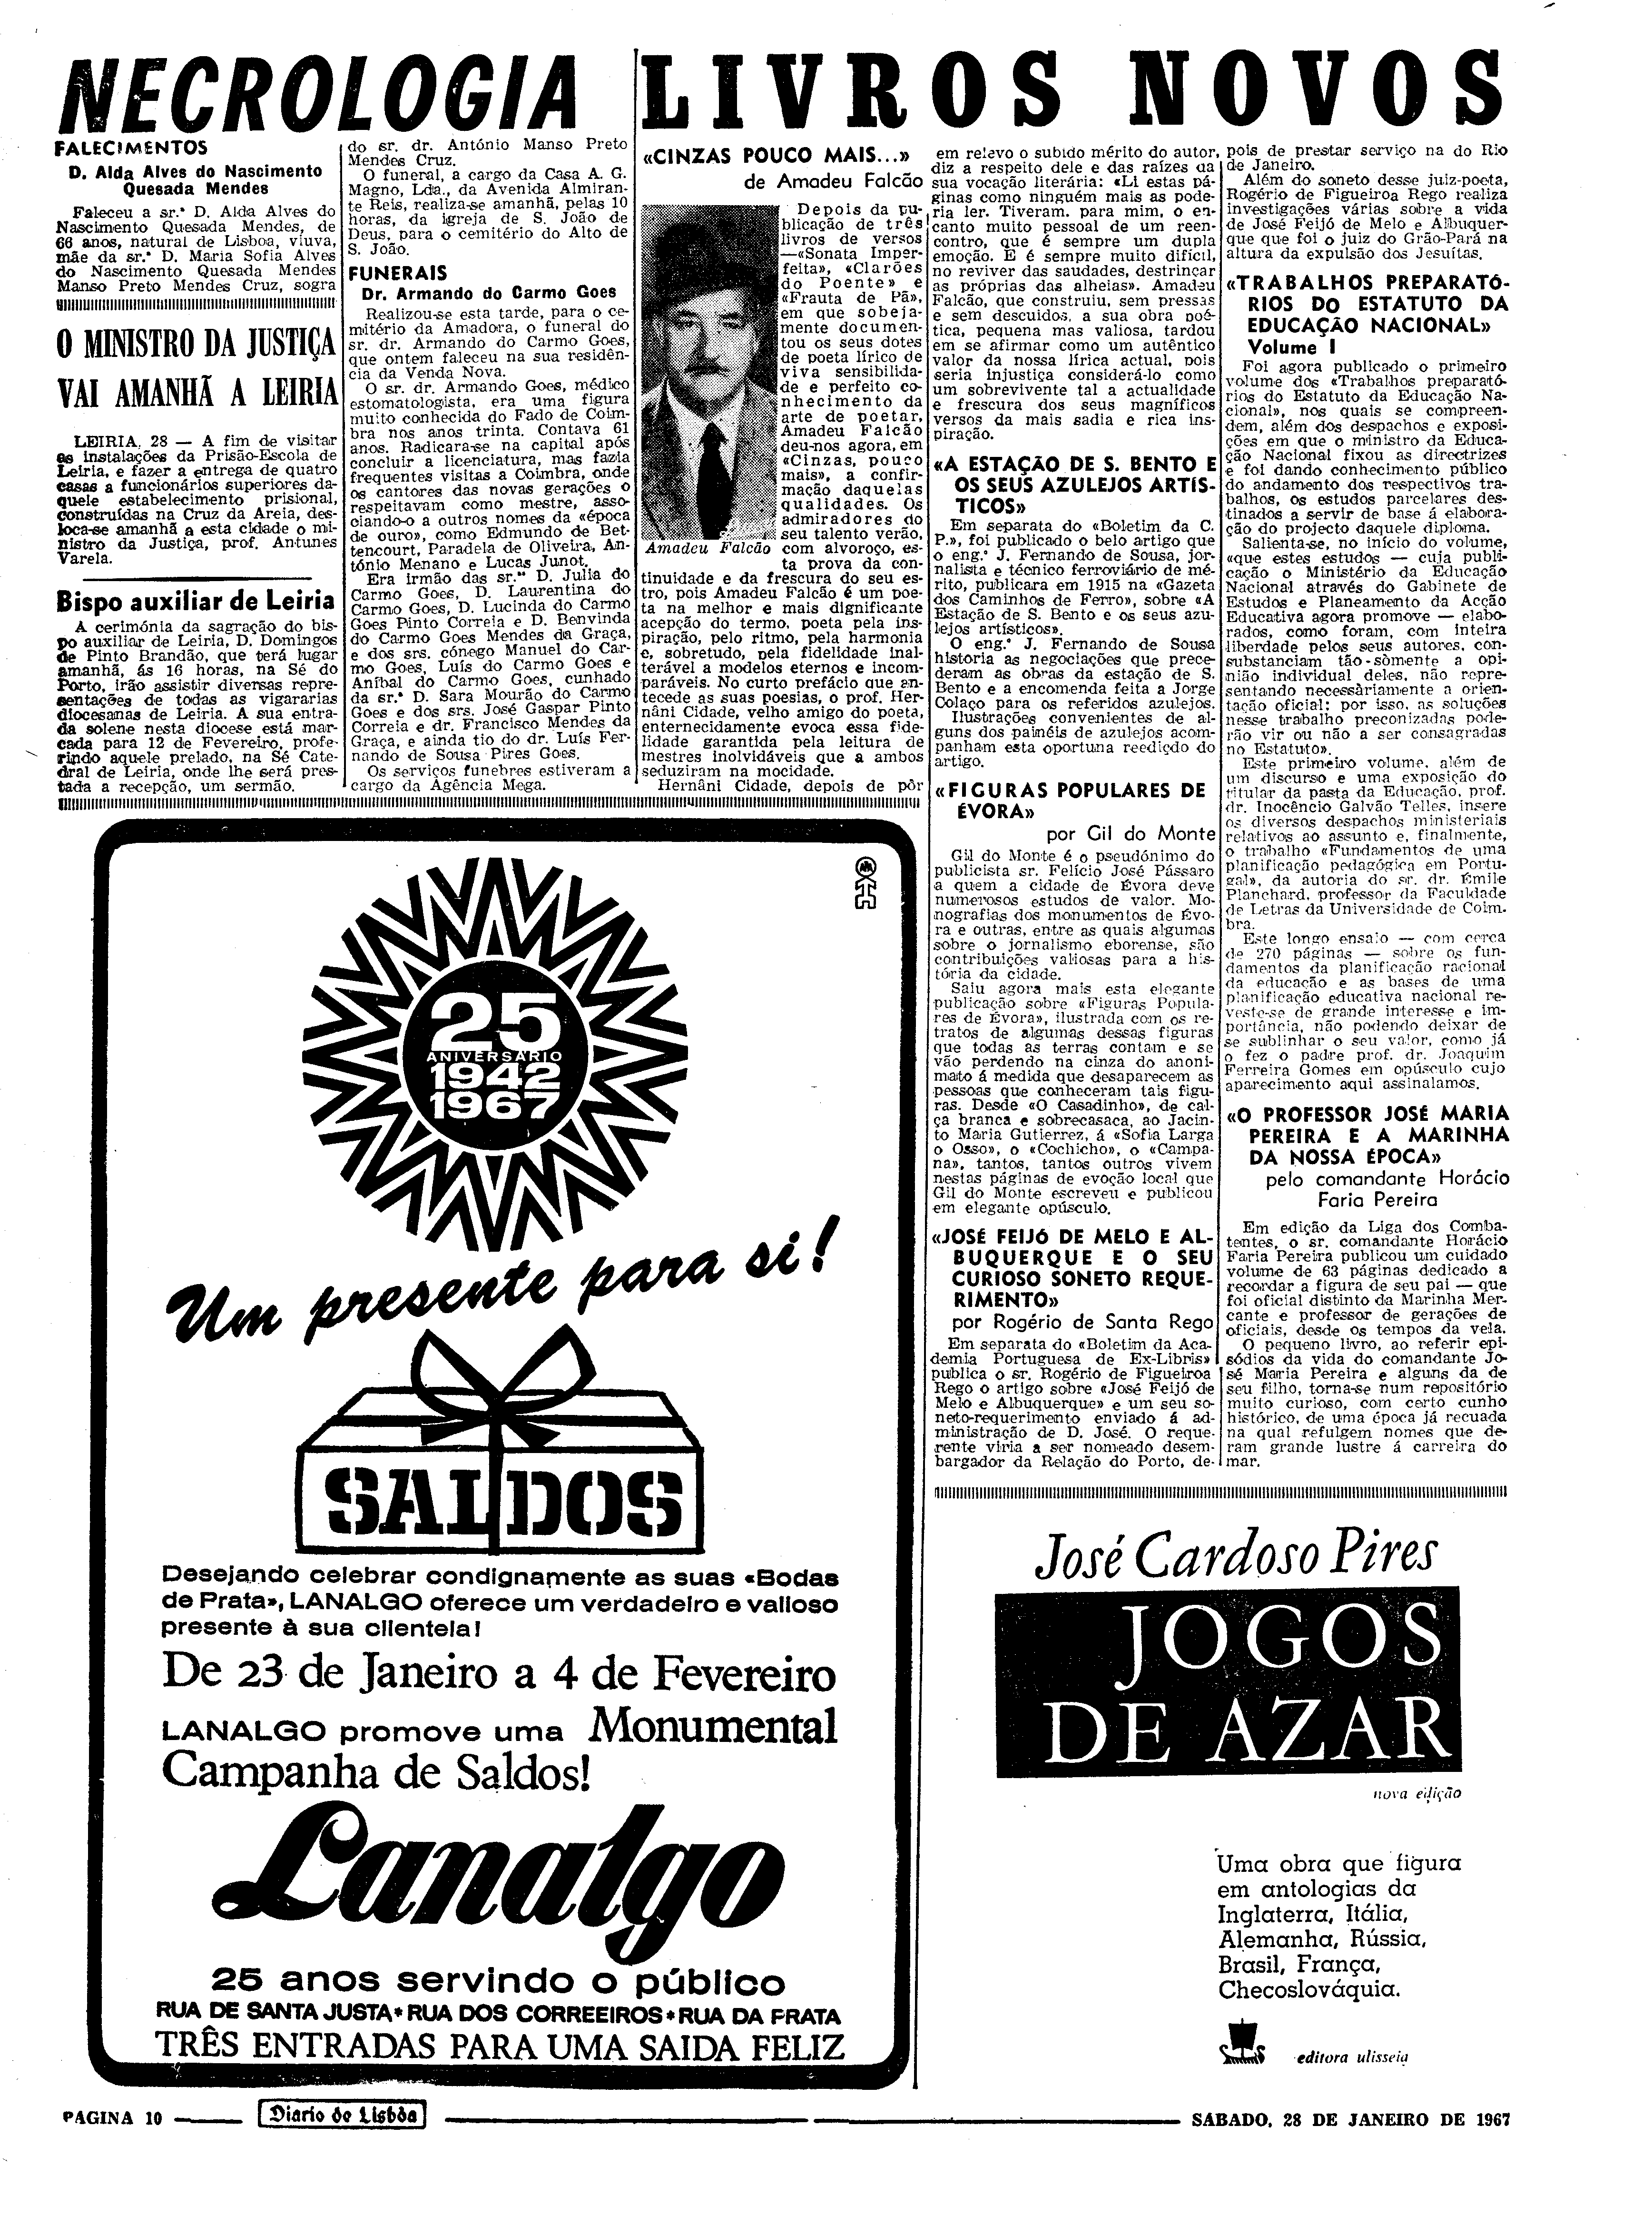 NECROLOGIA
FALECIMENTOS
D. Alda Alves do Nascimento
Quesada Mendes
Faleceu a sr.ª D. Alda Alves do
Nascimento Quesada Mendes, de
66 anos, natural de Lisboa, viuva,
mãe da sr.ª D. Maria Sofia Alves
do Nascimento Quesada Mendes
Manso Preto Mendes Cruz, sogra
do sr. dr. António Manso Preto
Mendes Cruz.
O funeral, a cargo da Casa A. G.
Magno, Lda., da Avenida Almiran-
te Reis, realiza-se amanhã, pelas 10
horas, da igreja de S. João de
Deus, para o cemitério do Alto de
S. João.
FUNERAIS
Dr. Armando do Carmo Goes
Realizou-se esta tarde, para o ce-
mitério da Amadora, o funeral do
sr. dr. Armando do Carmo Goes,
que ontem faleceu na sua residên-
cia da Venda Nova.
O sr. dr. Armando Goes, médico
estomatologista, era uma figura
muito conhecida do Fado de Coim-
bra nos anos trinta. Contava 61
anos. Radicara-se na capital após
concluir a licenciatura, mas fazia
frequentes visitas a Coimbra, onde
os cantores das novas gerações o
respeitavam como mestre, asso-
ciando-o a outros nomes da «época
de ouro», como Edmundo de Bet-
tencourt, Paradela de Oliveira, An-
tónio Menano e Lucas Junot.
Era irmão das sr.ªs D. Julia do
Carmo Goes, D. Laurentina do
Carmo Goes, D. Lucinda do Carmo
Goes Pinto Correia e D. Benvinda
do Carmo Goes Mendes da Graça,
e dos srs. cónego Manuel do Car-
mo Goes, Luís do Carmo Goes e
Aníbal do Carmo Goes, cunhado
da sr.ª D. Sara Mourão do Carmo
Goes e dos srs. José Gaspar Pinto
Correia e dr. Francisco Mendes da
Graça, e ainda tio do dr. Luís Fer-
nando de Sousa Pires Goes.
Os serviços funebres estiveram a
cargo da Agência Mega.
O MINISTRO DA JUSTIÇA
VAI AMANHÃ A LEIRIA
LEIRIA, 28 — A fim de visitar
as instalações da Prisão-Escola de
Leiria, e fazer a entrega de quatro
casas a funcionários superiores da-
quele estabelecimento prisional,
construídas na Cruz da Areia, des-
loca-se amanhã a esta cidade o mi-
nistro da Justiça, prof. Antunes
Varela.
Bispo auxiliar de Leiria
A cerimónia da sagração do bis-
po auxiliar de Leiria, D. Domingos
de Pinto Brandão, que terá lugar
amanhã, ás 16 horas, na Sé do
Porto, irão assistir diversas repre-
sentações de todas as vigararias
diocesanas de Leiria. A sua entra-
da solene nesta diocese está mar-
cada para 12 de Fevereiro, profe-
rindo aquele prelado, na Sé Cate-
dral de Leiria, onde lhe será pres-
tada a recepção, um sermão.
LIVROS NOVOS
«CINZAS POUCO MAIS...»
de Amadeu Falcão
Depois da pu-
blicação de três
livros de versos
—«Sonata Imper-
feita», «Clarões
do Poente» e
«Frauta de Pã»,
em que sobeja-
mente documen-
tou os seus dotes
de poeta lírico de
viva sensibilida-
de e perfeito co-
nhecimento da
arte de poetar,
Amadeu Falcão
deu-nos agora, em
«Cinzas, pouco
mais», a confir-
mação daquelas
qualidades. Os
admiradores do
seu talento verão,
com alvoroço, es-
ta prova da con-
Amadeu Falcão
tinuidade e da frescura do seu es-
tro, pois Amadeu Falcão é um poe-
ta na melhor e mais dignificante
acepção do termo, poeta pela ins-
piração, pelo ritmo, pela harmonia
e, sobretudo, pela fidelidade inal-
terável a modelos eternos e incom-
paráveis. No curto prefácio que an-
tecede as suas poesias, o prof. Her-
nâni Cidade, velho amigo do poeta,
enternecidamente evoca essa fide-
lidade garantida pela leitura de
mestres inolvidáveis que a ambos
seduziram na mocidade.
Hernâni Cidade, depois de pôr
em relevo o subido mérito do autor,
diz a respeito dele e das raízes da
sua vocação literária: «Li estas pá-
ginas como ninguém mais as pode-
ria ler. Tiveram, para mim, o en-
canto muito pessoal de um reen-
contro, que é sempre um dupla
emoção. E é sempre muito difícil,
no reviver das saudades, destrinçar
as próprias das alheias». Amadeu
Falcão, que construiu, sem pressas
e sem descuidos, a sua obra poé-
tica, pequena mas valiosa, tardou
em se afirmar como um autêntico
valor da nossa lírica actual, pois
seria injustiça considerá-lo como
um sobrevivente tal a actualidade
e frescura dos seus magníficos
versos da mais sadia e rica ins-
piração.
«A ESTAÇÃO DE S. BENTO E
OS SEUS AZULEJOS ARTÍS-
TICOS»
Em separata do «Boletim da C.
P.», foi publicado o belo artigo que
o eng.º J. Fernando de Sousa, jor-
nalista e técnico ferroviário de mé-
rito, publicara em 1915 na «Gazeta
dos Caminhos de Ferro», sobre «A
Estação de S. Bento e os seus azu-
lejos artísticos».
O eng.º J. Fernando de Sousa
historia as negociações que prece-
deram as obras da estação de S.
Bento e a encomenda feita a Jorge
Colaço para os referidos azulejos.
Ilustrações convenientes de al-
guns dos painéis de azulejos acom-
panham esta oportuna reedição do
artigo.
«FIGURAS POPULARES DE
ÉVORA»
por Gil do Monte
Gil do Monte é o pseudónimo do
publicista sr. Felício José Pássaro
a quem a cidade de Évora deve
numerosos estudos de valor. Mo-
nografias dos monumentos de Évo-
ra e outras, entre as quais algumas
sobre o jornalismo eborense, são
contribuições valiosas para a his-
tória da cidade.
Saiu agora mais esta elegante
publicação sobre «Figuras Popula-
res de Évora», ilustrada com os re-
tratos de algumas dessas figuras
que todas as terras contam e se
vão perdendo na cinza do anoni-
mato á medida que desaparecem as
pessoas que conheceram tais figu-
ras. Desde «O Casadinho», de cal-
ça branca e sobrecasaca, ao Jacin-
to Maria Gutierrez, á «Sofia Larga
o Osso», o «Cochicho», o «Campa-
na», tantos, tantos outros vivem
nestas páginas de evoção local que
Gil do Monte escreveu e publicou
em elegante opúsculo.
«JOSÉ FEIJÓ DE MELO E AL-
BUQUERQUE E O SEU
CURIOSO SONETO REQUE-
RIMENTO»
por Rogério de Santa Rego
Em separata do «Boletim da Aca-
demia Portuguesa de Ex-Libris»
publica o sr. Rogério de Figueiroa
Rego o artigo sobre «José Feijó de
Melo e Albuquerque» e um seu so-
neto-requerimento enviado á ad-
ministração de D. José. O reque-
rente viria a ser nomeado desem-
bargador da Relação do Porto, de-
pois de prestar serviço na do Rio
de Janeiro.
Além do soneto desse juiz-poeta,
Rogério de Figueiroa Rego realiza
investigações várias sobre a vida
de José Feijó de Melo e Albuquer-
que que foi o juiz do Grão-Pará na
altura da expulsão dos Jesuítas.
«TRABALHOS PREPARATÓ-
RIOS DO ESTATUTO DA
EDUCAÇÃO NACIONAL»
Volume I
Foi agora publicado o primeiro
volume dos «Trabalhos preparató-
rios do Estatuto da Educação Na-
cional», nos quais se compreen-
dem, além dos despachos e exposi-
ções em que o ministro da Educa-
ção Nacional fixou as directrizes
e foi dando conhecimento público
do andamento dos respectivos tra-
balhos, os estudos parcelares des-
tinados a servir de base á elabora-
ção do projecto daquele diploma.
Salienta-se, no início do volume,
«que estes estudos — cuja publi-
cação o Ministério da Educação
Nacional através do Gabinete de
Estudos e Planeamento da Acção
Educativa agora promove — elabo-
rados, como foram, com inteira
liberdade pelos seus autores, con-
substanciam tão-sòmente a opi-
nião individual deles, não repre-
sentando necessàriamente a orien-
tação oficial: por isso, as soluções
nesse trabalho preconizadas pode-
rão vir ou não a ser consagradas
no Estatuto».
Este primeiro volume, além de
um discurso e uma exposição do
titular da pasta da Educação, prof.
dr. Inocêncio Galvão Telles, insere
os diversos despachos ministeriais
relativos ao assunto e, finalmente,
o trabalho «Fundamentos de uma
planificação pedagógica em Portu-
gal», da autoria do sr. dr. Émile
Planchard, professor da Faculdade
de Letras da Universidade de Coim-
bra.
Este longo ensaio — com cerca
de 270 páginas — sobre os fun-
damentos da planificação racional
da educação e as bases de uma
planificação educativa nacional re-
veste-se de grande interesse e im-
portância, não podendo deixar de
se sublinhar o seu valor, como já
o fez o padre prof. dr. Joaquim
Ferreira Gomes em opúsculo cujo
aparecimento aqui assinalamos.
«O PROFESSOR JOSÉ MARIA
PEREIRA E A MARINHA
DA NOSSA ÉPOCA»
pelo comandante Horácio
Faria Pereira
Em edição da Liga dos Comba-
tentes, o sr. comandante Horácio
Faria Pereira publicou um cuidado
volume de 63 páginas dedicado a
recordar a figura de seu pai — que
foi oficial distinto da Marinha Mer-
cante e professor de gerações de
oficiais, desde os tempos da vela.
O pequeno livro, ao referir epi-
sódios da vida do comandante Jo-
sé Maria Pereira e alguns da de
seu filho, torna-se num repositório
muito curioso, com certo cunho
histórico, de uma época já recuada
na qual refulgem nomes que de-
ram grande lustre á carreira do
mar.
25
ANIVERSÁRIO
1942
1967
Um presente para si!
SALDOS
Desejando celebrar condignamente as suas «Bodas
de Prata», LANALGO oferece um verdadeiro e valioso
presente à sua clientela!
De 23 de Janeiro a 4 de Fevereiro
LANALGO promove uma Monumental
Campanha de Saldos!
Lanalgo
25 anos servindo o público
RUA DE SANTA JUSTA*RUA DOS CORREEIROS*RUA DA PRATA
TRÊS ENTRADAS PARA UMA SAIDA FELIZ
José Cardoso Pires
JOGOS
DE AZAR
nova edição
Uma obra que figura
em antologias da
Inglaterra, Itália,
Alemanha, Rússia,
Brasil, França,
Checoslováquia.
editora ulisseia
PAGINA 10
Diario de Lisbôa
SABADO, 28 DE JANEIRO DE 1967